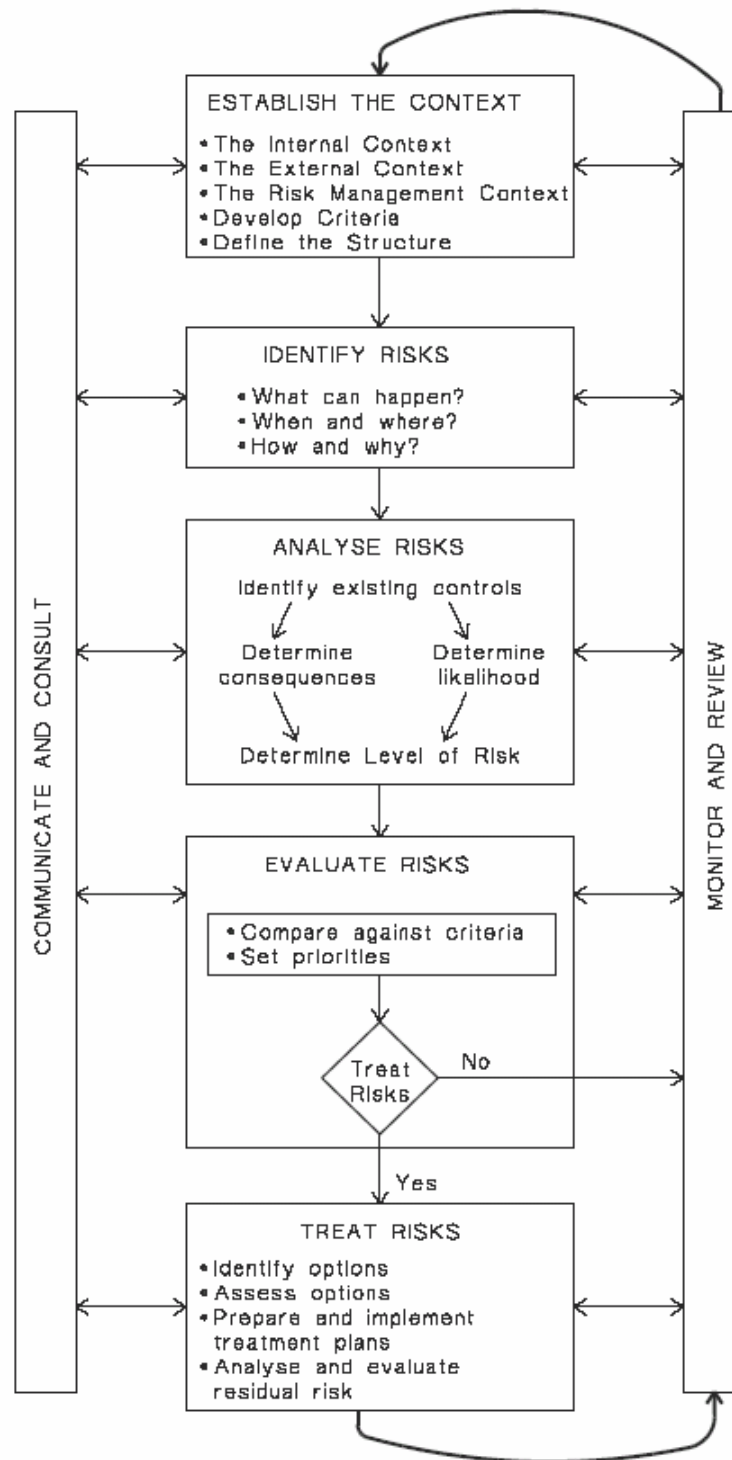 ESTABLISH THE CONTEXT
• The Internal Context
• The External Context
• The Risk Management Context
• Develop Criteria
• Define the Structure
IDENTIFY RISKS
• What can happen?
• When and where?
• How and why?
ANALYSE RISKS
Identify existing controls
Determine
consequences
Determine
likelihood
Determine Level of Risk
EVALUATE RISKS
• Compare against criteria
• Set priorities
Treat
Risks
No
Yes
TREAT RISKS
• Identify options
• Assess options
• Prepare and implement
treatment plans
• Analyse and evaluate
residual risk
COMMUNICATE AND CONSULT
MONITOR AND REVIEW